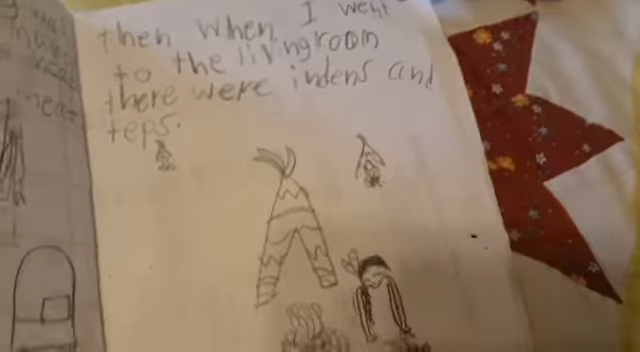 then when I went
to the livingroom
there were indens and
teps.